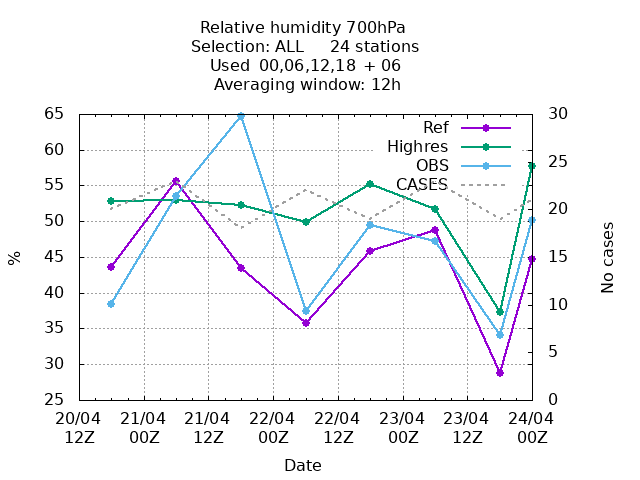 Relative humidity 700hPa
Selection: ALL 24 stations
Used 00,06,12,18 + 06
Averaging window: 12h
65 30
Ref
Highres
OBS
CASES
60
25
55
50
20
45
15
40
10
35
30
5
25 0
%
No cases
20/04 21/04 21/04 22/04 22/04 23/04 23/04 24/04
12Z 00Z 12Z 00Z 12Z 00Z 12Z 00Z
Date